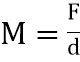 M = F/d